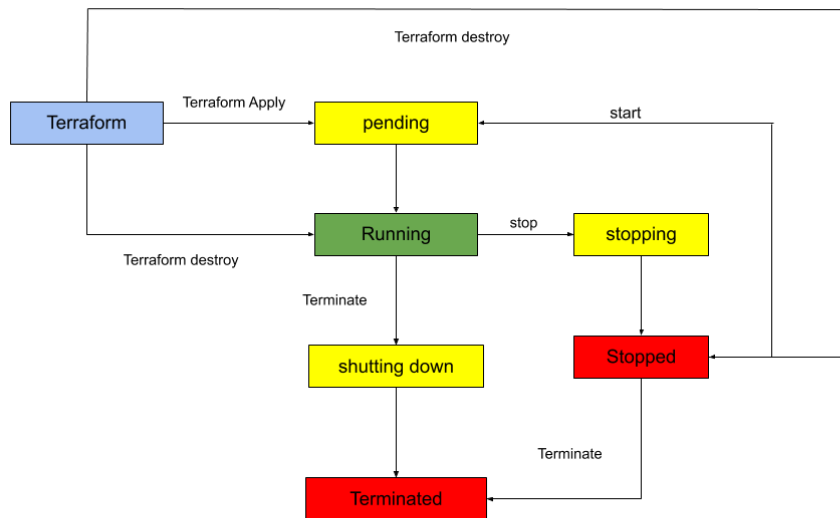 Terraform destroy
Terraform
Terraform Apply
pending
start
Running
stop
stopping
Terraform destroy
Terminate
shutting down
Stopped
Terminate
Terminated